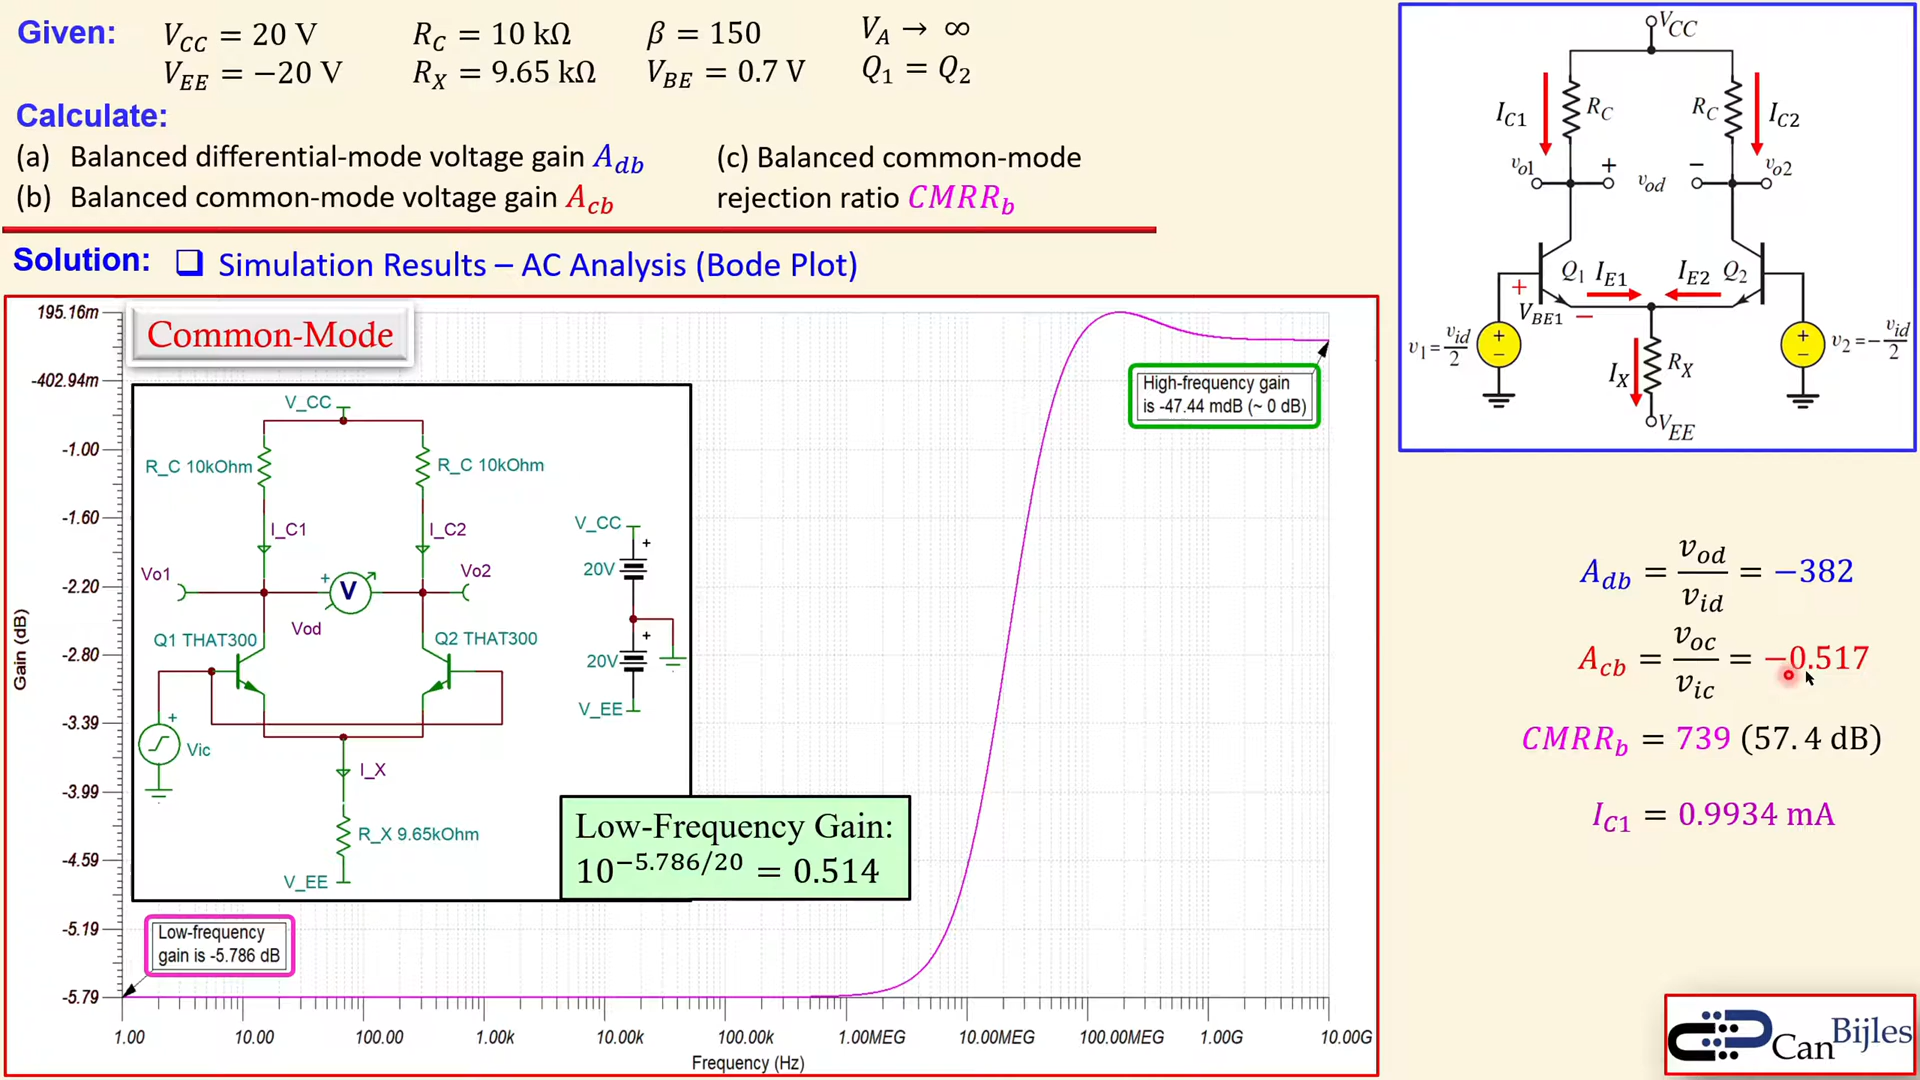 Given:
V_CC = 20 V
R_C = 10 kΩ
β = 150
V_A → ∞
V_EE = −20 V
R_X = 9.65 kΩ
V_BE = 0.7 V
Q_1 = Q_2
Calculate:
(a) Balanced differential-mode voltage gain A_db
(b) Balanced common-mode voltage gain A_cb
(c) Balanced common-mode
rejection ratio CMRR_b
Solution:
❑ Simulation Results – AC Analysis (Bode Plot)
Common-Mode
195.16m
-402.94m
-1.00
-1.60
-2.20
-2.80
-3.39
-3.99
-4.59
-5.19
-5.79
Gain (dB)
1.00
10.00
100.00
1.00k
10.00k
100.00k
1.00MEG
10.00MEG
100.00MEG
1.00G
10.00G
Frequency (Hz)
V_CC
R_C 10kOhm
R_C 10kOhm
I_C1
I_C2
Vo1
+
V
Vo2
Vod
Q1 THAT300
Q2 THAT300
+
Vic
I_X
R_X 9.65kOhm
V_EE
V_CC
+
20V
+
20V
V_EE
Low-Frequency Gain:
10^{−5.786/20} = 0.514
Low-frequency
gain is -5.786 dB
High-frequency gain
is -47.44 mdB (~ 0 dB)
V_CC
I_C1
R_C
R_C
I_C2
v_o1
+
v_od
−
v_o2
Q_1
I_E1
I_E2
Q_2
+
V_BE1
−
v_1 = v_id/2
+
−
I_X
R_X
+
−
v_2 = −v_id/2
V_EE
A_db = v_od/v_id = −382
A_cb = v_oc/v_ic = −0.517
CMRR_b = 739 (57.4 dB)
I_C1 = 0.9934 mA
CanBijles